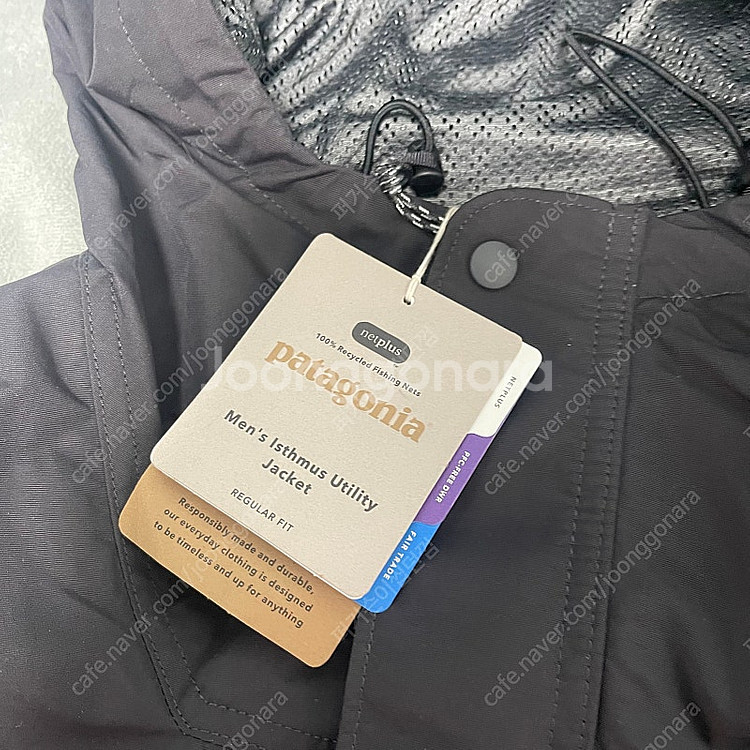 netplus
100% Recycled Fishing Nets
patagonia
Men's Isthmus Utility
Jacket
REGULAR FIT
NETPLUS
PFC-FREE DWR
FAIR TRADE
Responsibly made and durable,
our everyday clothing is designed
to be timeless and up for anything
Joonggonara
cafe.naver.com/joonggonara